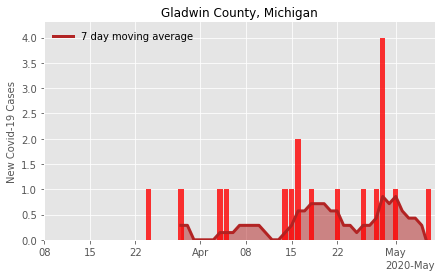 Gladwin County, Michigan
7 day moving average
New Covid-19 Cases
4.0
3.5
3.0
2.5
2.0
1.5
1.0
0.5
0.0
08 15 22 Apr 08 15 22 May
2020-May